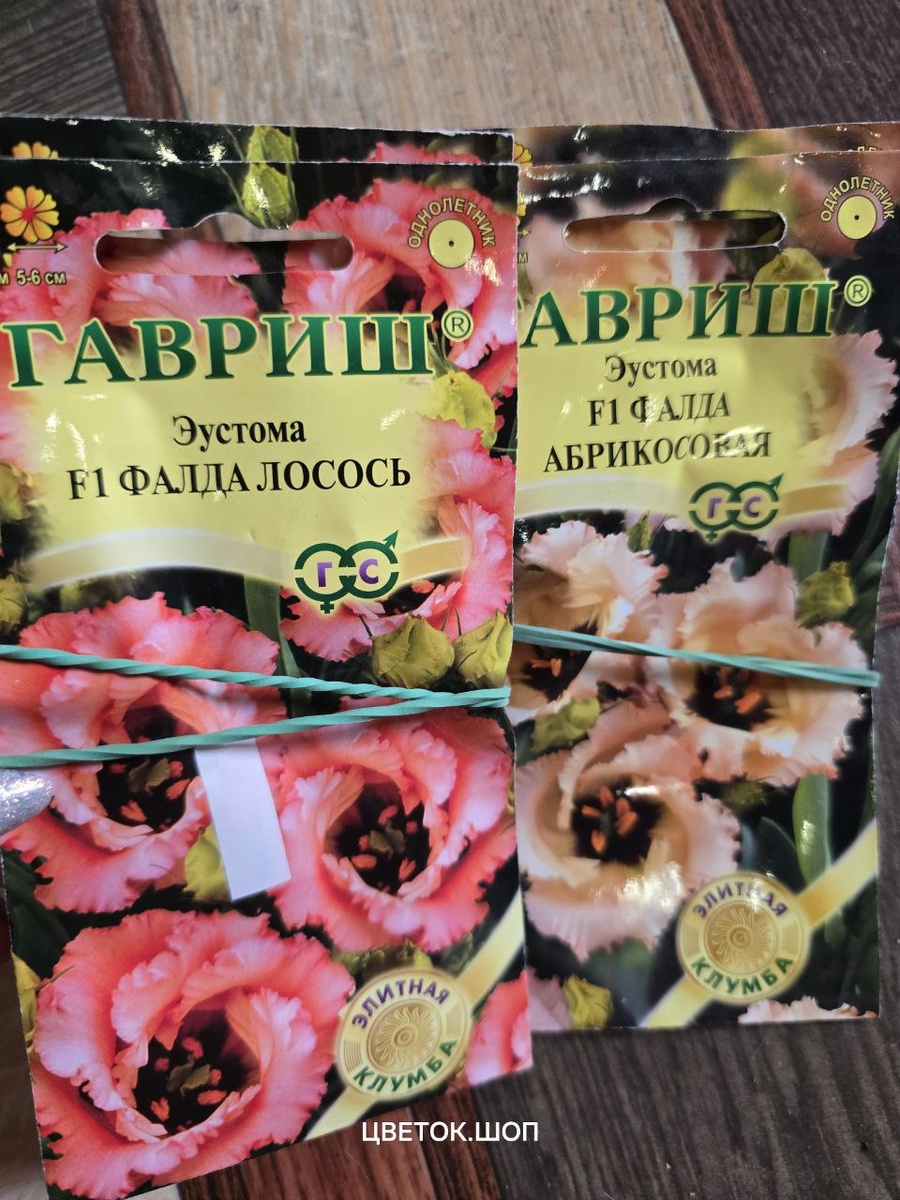 ОДНОЛЕТНИК
м 5-6 см
ГАВРИШ®
Эустома
F1 ФАЛДА ЛОСОСЬ
Г С
ЭЛИТНАЯ
КЛУМБА
ОДНОЛЕТНИК
м
АВРИШ®
Эустома
F1 ФАЛДА
АБРИКОСОВАЯ
Г С
ЭЛИТНАЯ
КЛУМБА
ЦВЕТОК.ШОП